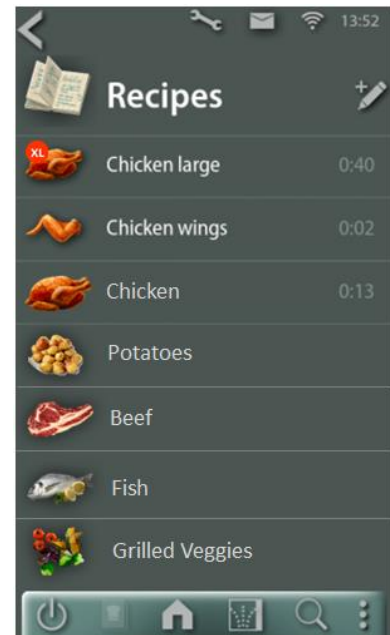 13:52
Recipes
XL
Chicken large 0:40
Chicken wings 0:02
Chicken 0:13
Potatoes
Beef
Fish
Grilled Veggies